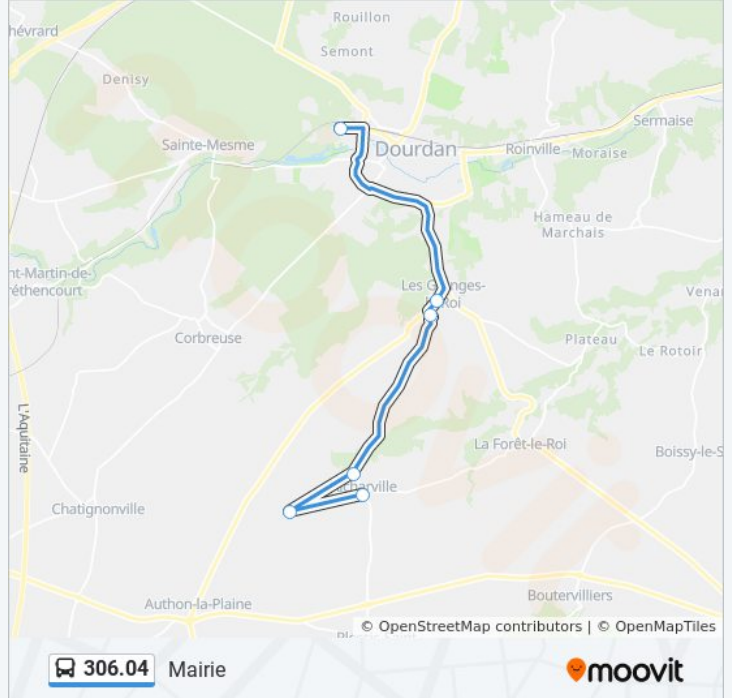 Rouillon
hévrard
Semont
Denisy
Sermaise
Sainte-Mesme
Dourdan
Roinville
Moraise
Hameau de
Marchais
nt-Martin-de-
réthencourt
Les G nges-
Roi
Vena
Corbreuse
Plateau
Le Rotoir
L'Aquitaine
La Forêt-le-Roi
Boissy-le-S
charville
Chatignonville
Boutervilliers
Authon-la-Plaine
© OpenStreetMap contributors | © OpenMapTiles
306.04 Mairie
moovit